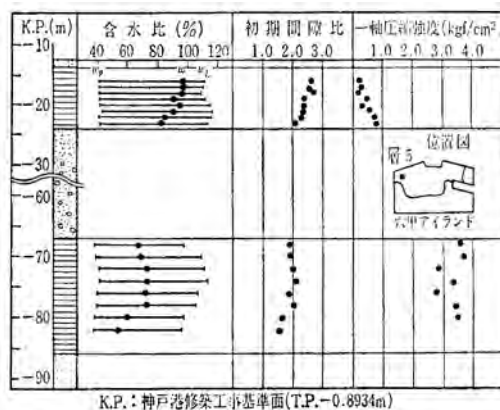 K.P.(m) 含水比(%) 初期間隙比 一軸圧縮強度(kgf/cm²)
-10 40 60 80 100 120 1.0 2.0 3.0 1.0 2.0 3.0 4.0
wP w wL
-20
位置図
層5
-30
六甲アイランド
-60
-70
-80
-90
K.P.:神戸港修築工事基準面(T.P.-0.8934m)